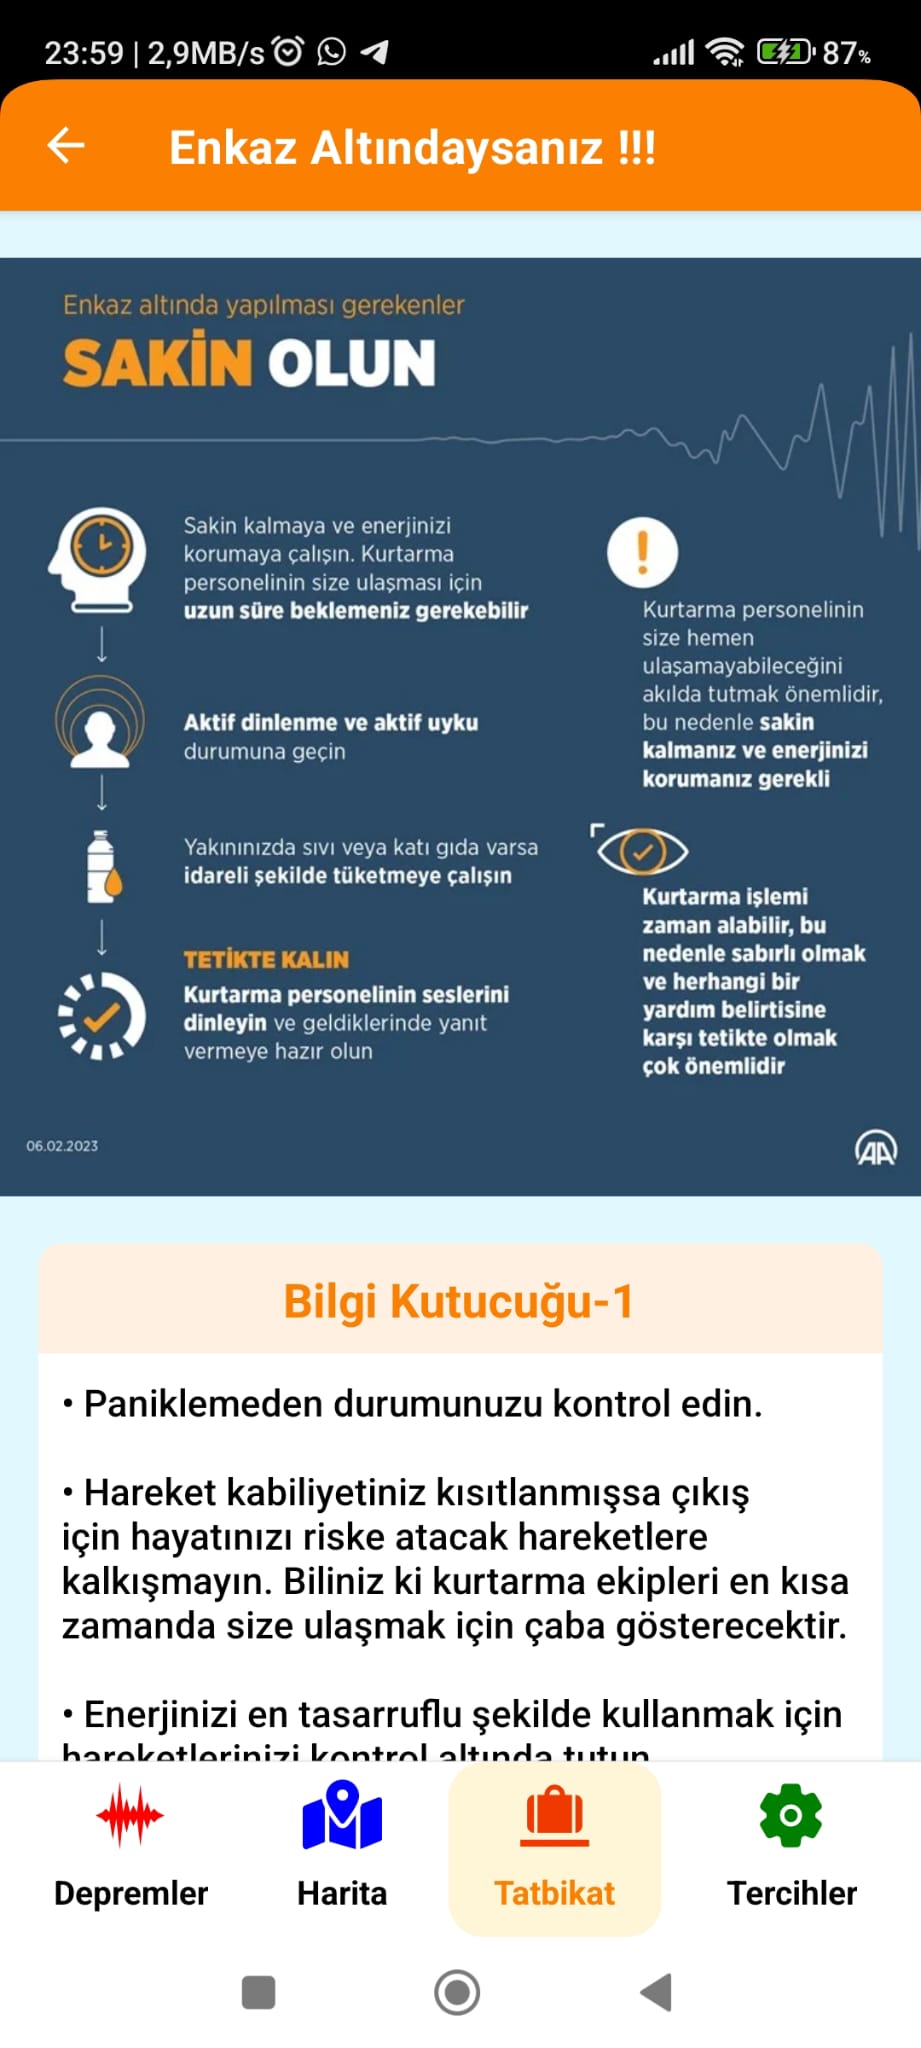 23:59 | 2,9MB/s
87%
Enkaz Altındaysanız !!!
Enkaz altında yapılması gerekenler
SAKİN OLUN
Sakin kalmaya ve enerjinizi
korumaya çalışın. Kurtarma
personelinin size ulaşması için
uzun süre beklemeniz gerekebilir
Aktif dinlenme ve aktif uyku
durumuna geçin
Yakınınızda sıvı veya katı gıda varsa
idareli şekilde tüketmeye çalışın
TETİKTE KALIN
Kurtarma personelinin seslerini
dinleyin ve geldiklerinde yanıt
vermeye hazır olun
!
Kurtarma personelinin
size hemen
ulaşamayabileceğini
akılda tutmak önemlidir,
bu nedenle sakin
kalmanız ve enerjinizi
korumanız gerekli
Kurtarma işlemi
zaman alabilir, bu
nedenle sabırlı olmak
ve herhangi bir
yardım belirtisine
karşı tetikte olmak
çok önemlidir
06.02.2023
AA
Bilgi Kutucuğu-1
• Paniklemeden durumunuzu kontrol edin.
• Hareket kabiliyetiniz kısıtlanmışsa çıkış
için hayatınızı riske atacak hareketlere
kalkışmayın. Biliniz ki kurtarma ekipleri en kısa
zamanda size ulaşmak için çaba gösterecektir.
• Enerjinizi en tasarruflu şekilde kullanmak için
hareketlerinizi kontrol altında tutun
Depremler
Harita
Tatbikat
Tercihler